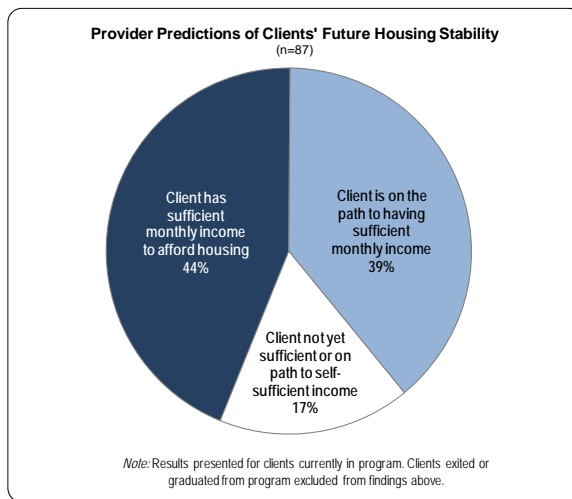 Provider Predictions of Clients' Future Housing Stability
(n=87)
Client has
sufficient
monthly income
to afford housing
44%
Client is on the
path to having
sufficient
monthly income
39%
Client not yet
sufficient or on
path to self-
sufficient income
17%
Note: Results presented for clients currently in program. Clients exited or
graduated from program excluded from findings above.